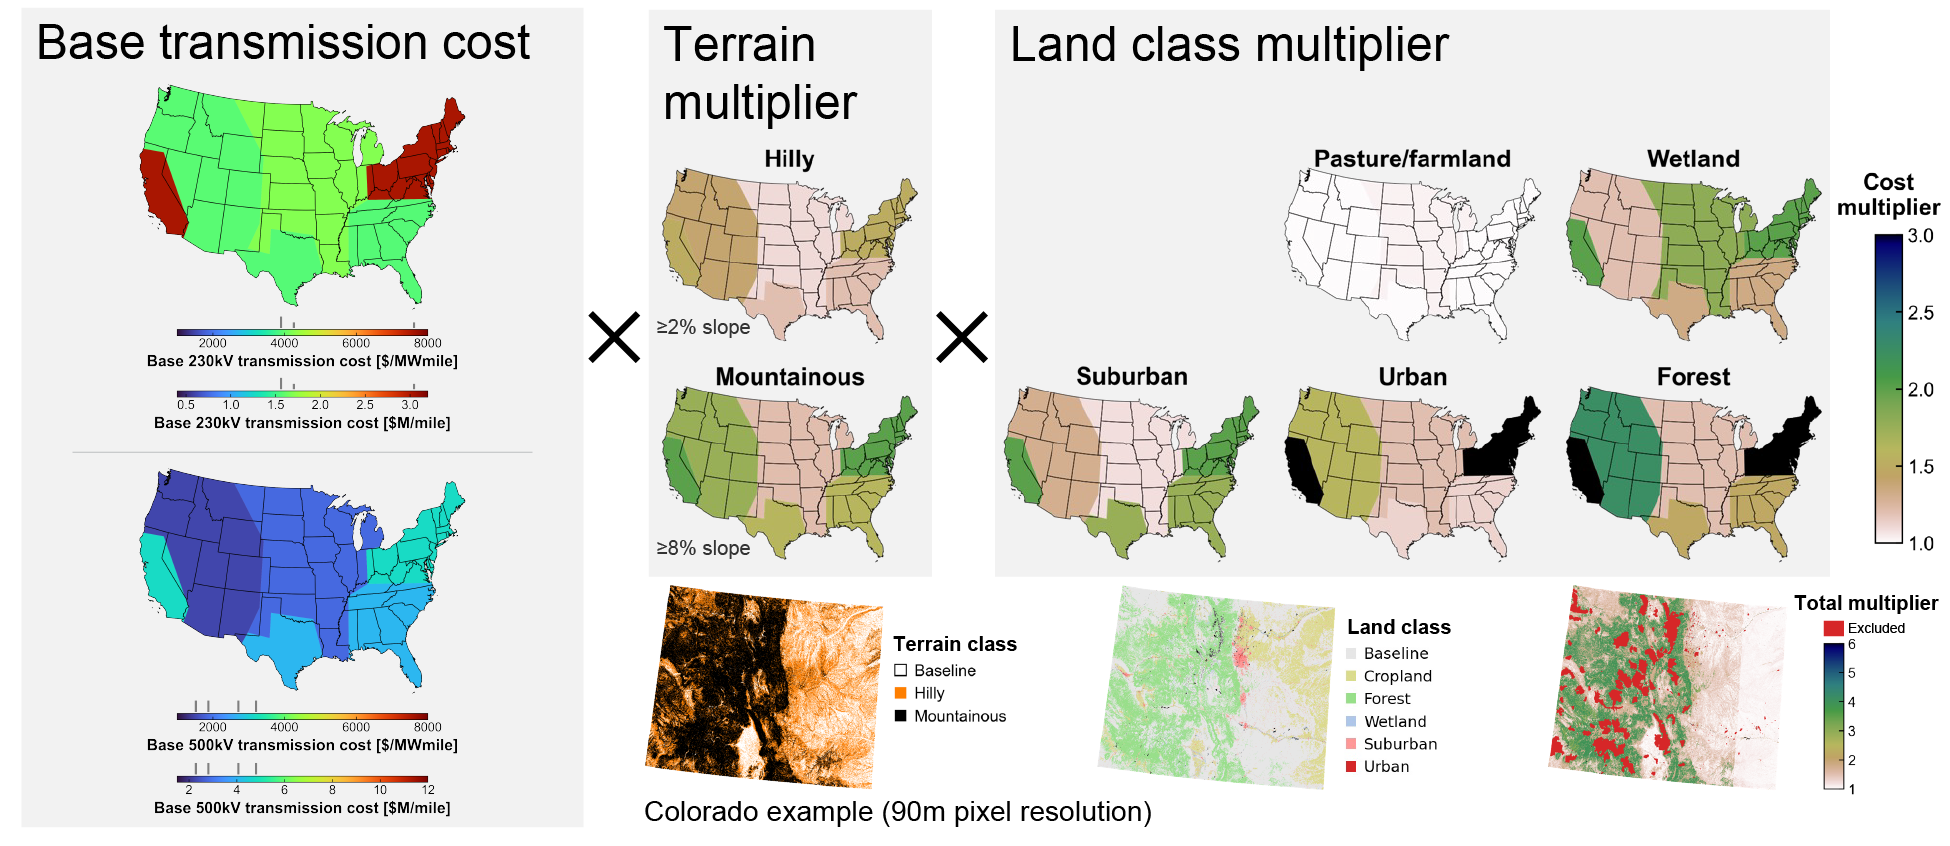 Base transmission cost
2000 4000 6000 8000
Base 230kV transmission cost [$/MWmile]
0.5 1.0 1.5 2.0 2.5 3.0
Base 230kV transmission cost [$M/mile]
2000 4000 6000 8000
Base 500kV transmission cost [$/MWmile]
2 4 6 8 10 12
Base 500kV transmission cost [$M/mile]
×
Terrain
multiplier
Hilly
≥2% slope
Mountainous
≥8% slope
×
Land class multiplier
Pasture/farmland
Wetland
Suburban
Urban
Forest
Cost
multiplier
3.0
2.5
2.0
1.5
1.0
Terrain class
Baseline
Hilly
Mountainous
Land class
Baseline
Cropland
Forest
Wetland
Suburban
Urban
Total multiplier
Excluded
6
5
4
3
2
1
Colorado example (90m pixel resolution)